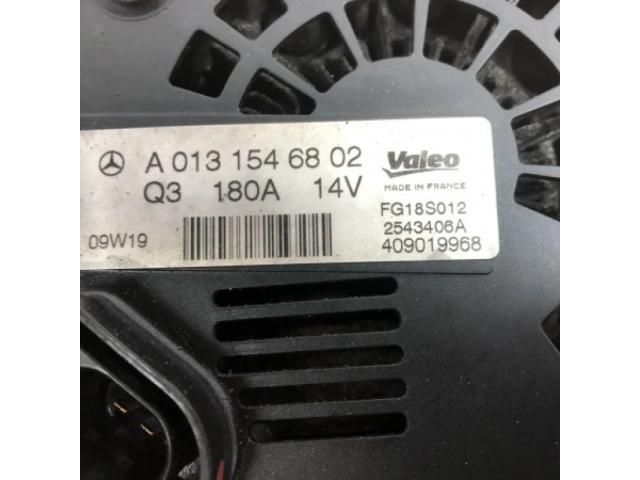 A 013 154 68 02
Q3 180A 14V
09W19
Valeo
MADE IN FRANCE
FG18S012
2543406A
409019968